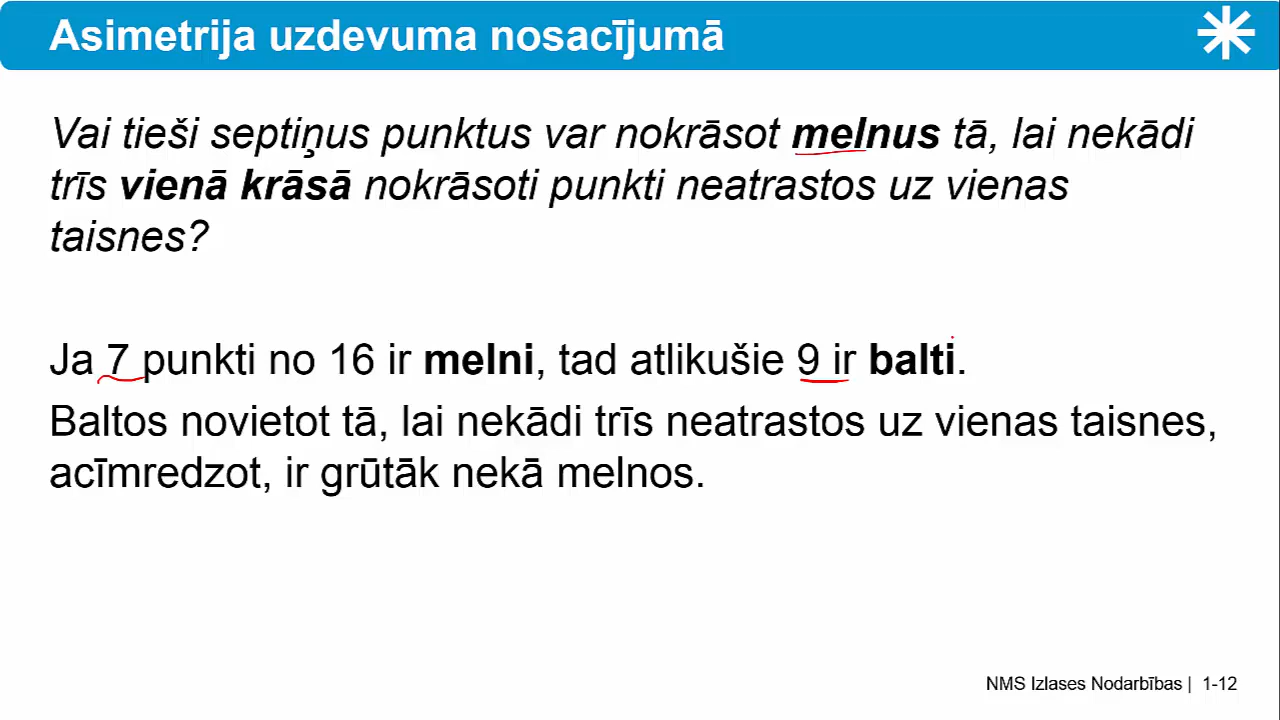 Asimetrija uzdevuma nosacījumā
Vai tieši septiņus punktus var nokrāsot melnus tā, lai nekādi
trīs vienā krāsā nokrāsoti punkti neatrastos uz vienas
taisnes?
Ja 7 punkti no 16 ir melni, tad atlikušie 9 ir balti.
Baltos novietot tā, lai nekādi trīs neatrastos uz vienas taisnes,
acīmredzot, ir grūtāk nekā melnos.
NMS Izlases Nodarbības | 1-12